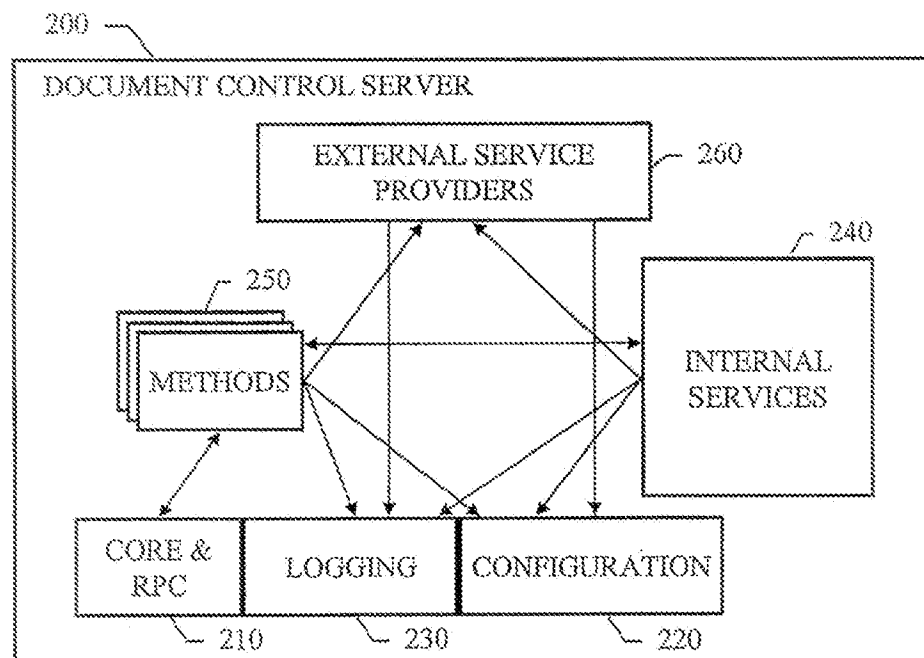 200
DOCUMENT CONTROL SERVER
EXTERNAL SERVICE
PROVIDERS
260
240
250
METHODS
INTERNAL
SERVICES
CORE &
RPC
LOGGING
CONFIGURATION
210
230
220